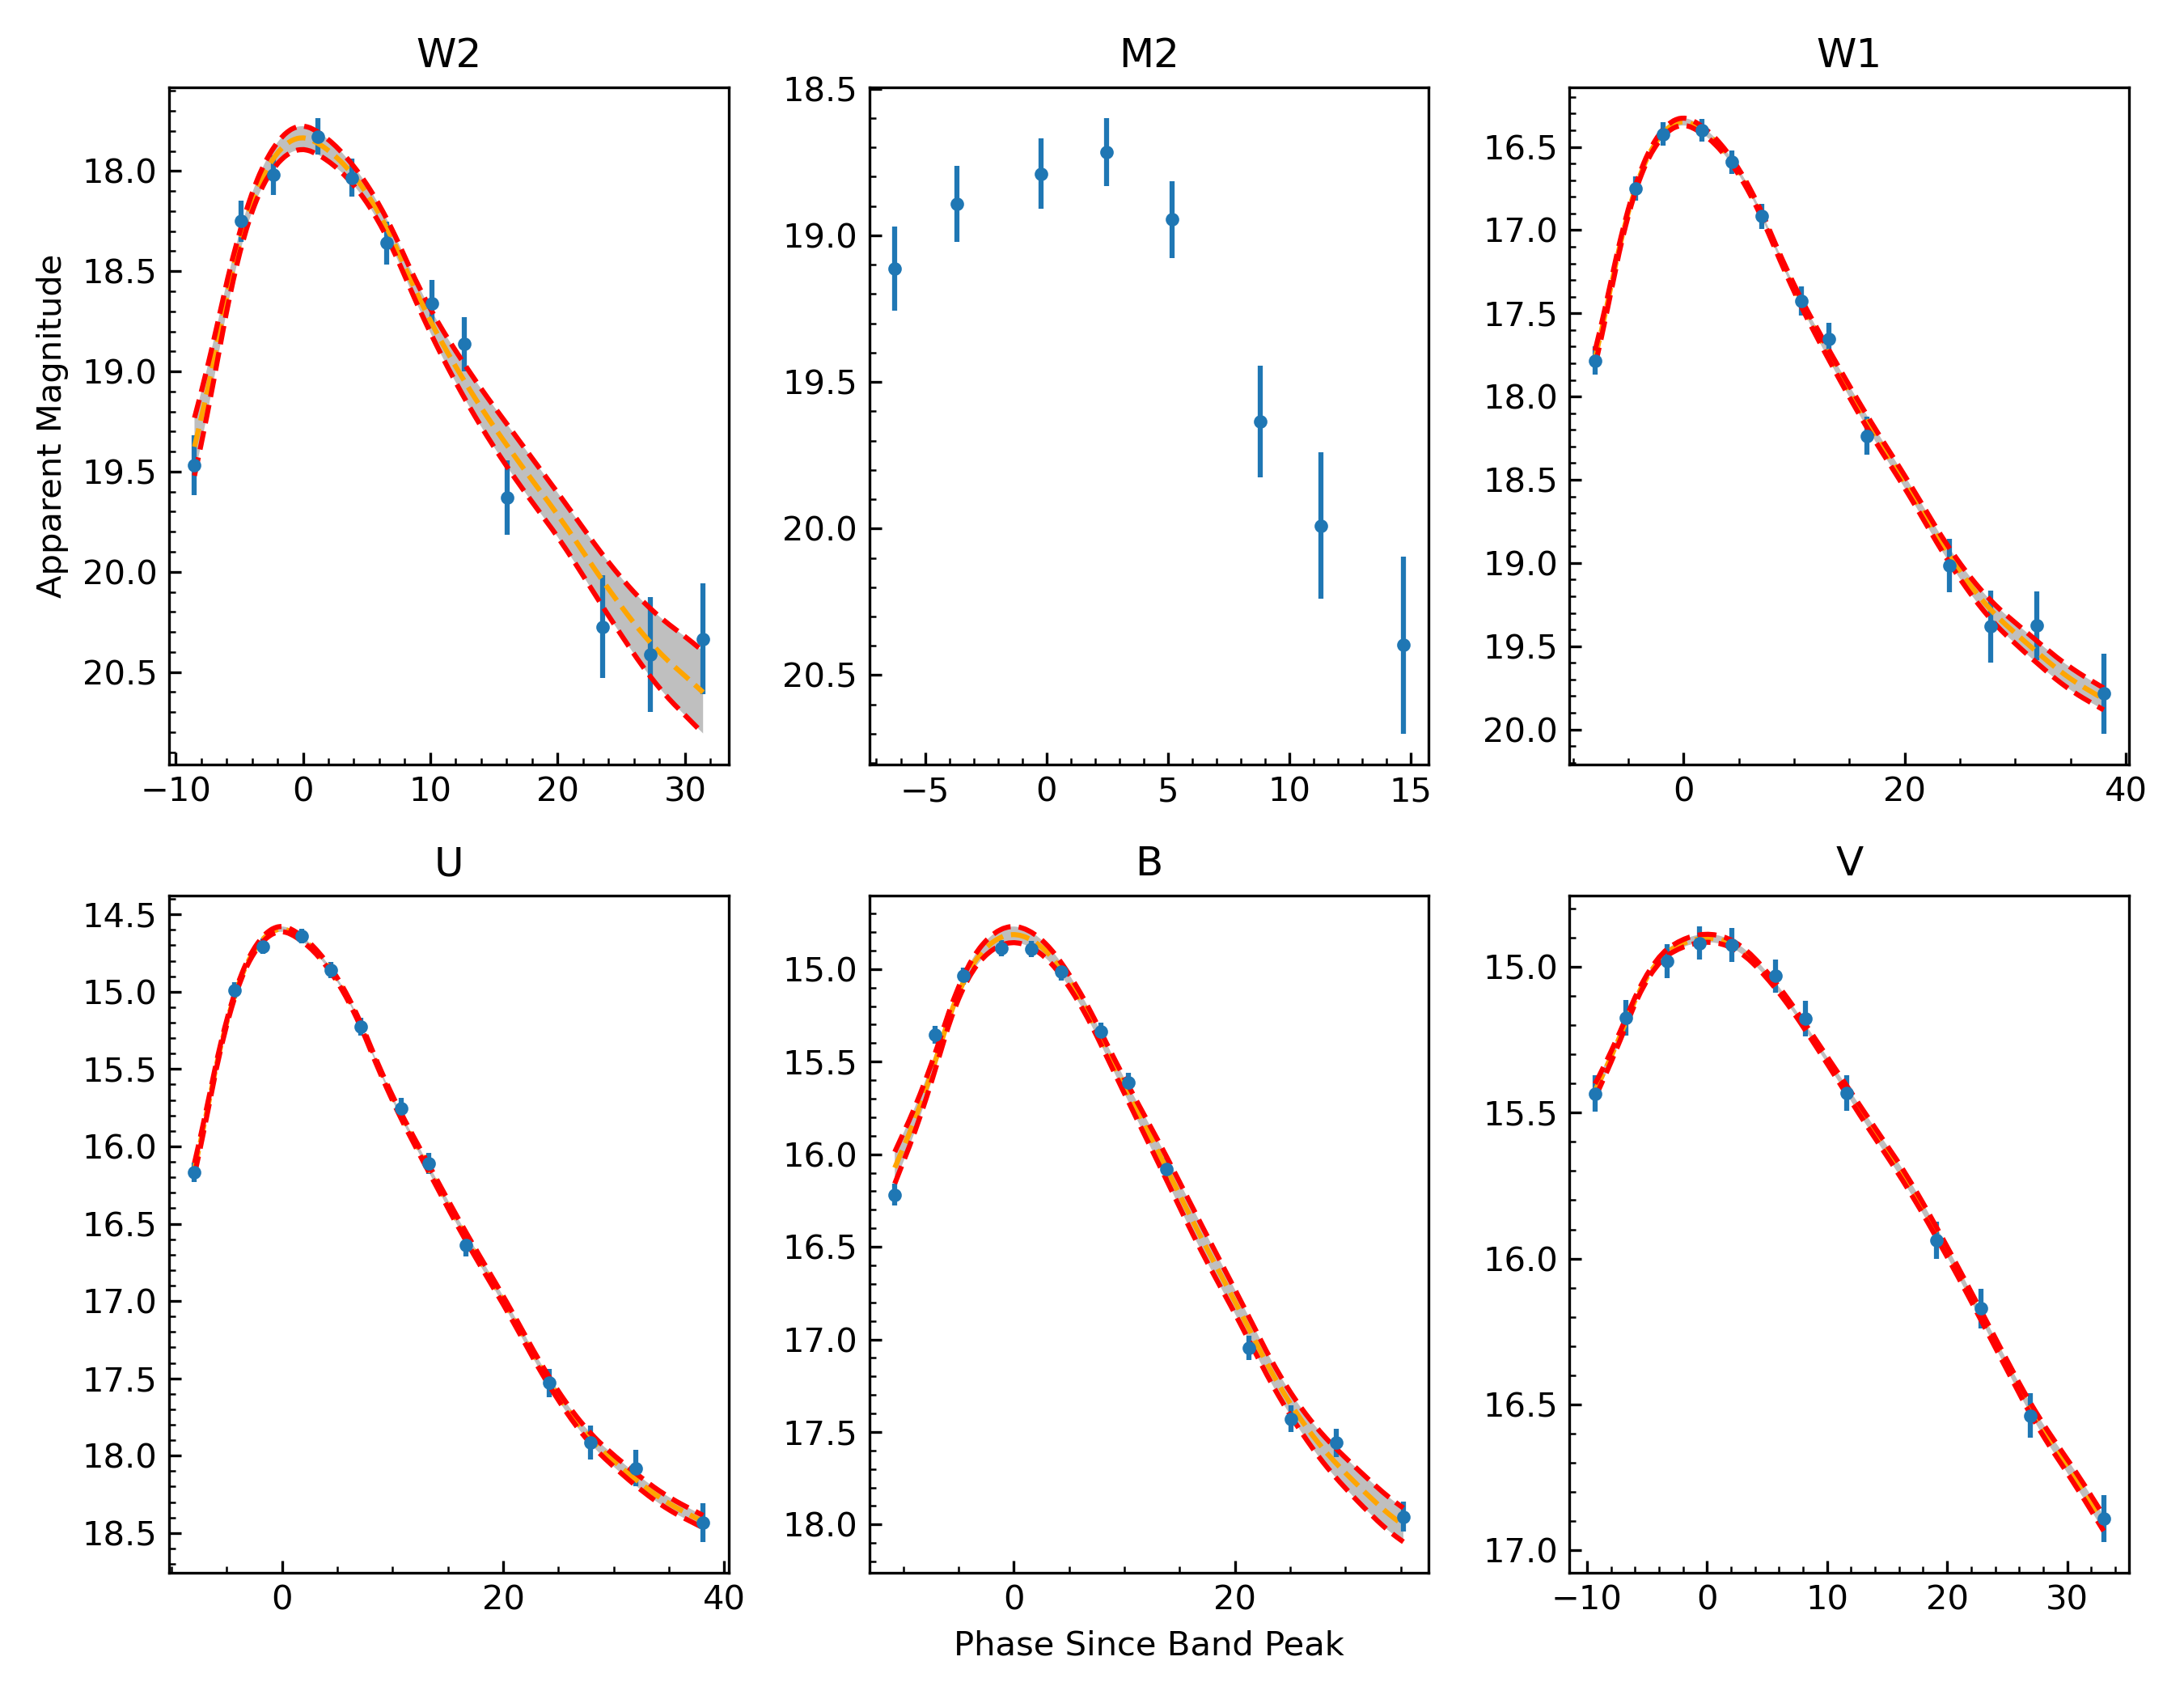 W2 M2 W1
Apparent Magnitude
18.0 18.5 19.0 19.5 20.0 20.5
−10 0 10 20 30
18.5 19.0 19.5 20.0 20.5
−5 0 5 10 15
16.5 17.0 17.5 18.0 18.5 19.0 19.5 20.0
0 20 40
U B V
14.5 15.0 15.5 16.0 16.5 17.0 17.5 18.0 18.5
0 20 40
15.0 15.5 16.0 16.5 17.0 17.5 18.0
0 20
15.0 15.5 16.0 16.5 17.0
−10 0 10 20 30
Phase Since Band Peak